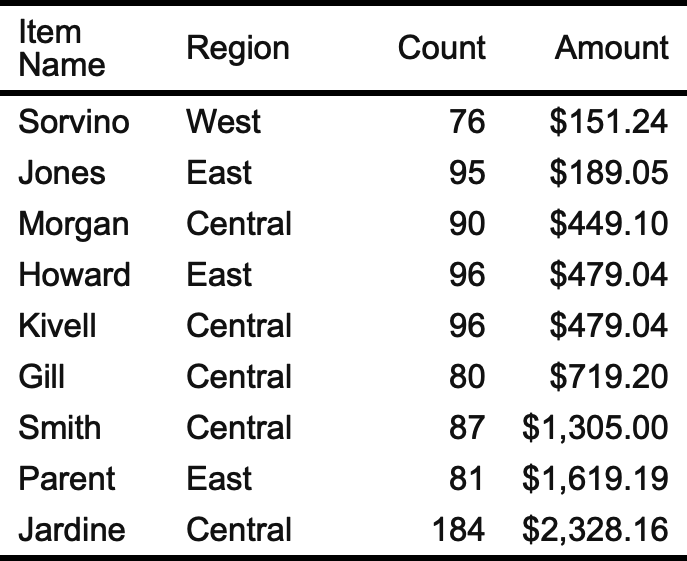 Item Name Region Count Amount
Sorvino West 76 $151.24
Jones East 95 $189.05
Morgan Central 90 $449.10
Howard East 96 $479.04
Kivell Central 96 $479.04
Gill Central 80 $719.20
Smith Central 87 $1,305.00
Parent East 81 $1,619.19
Jardine Central 184 $2,328.16